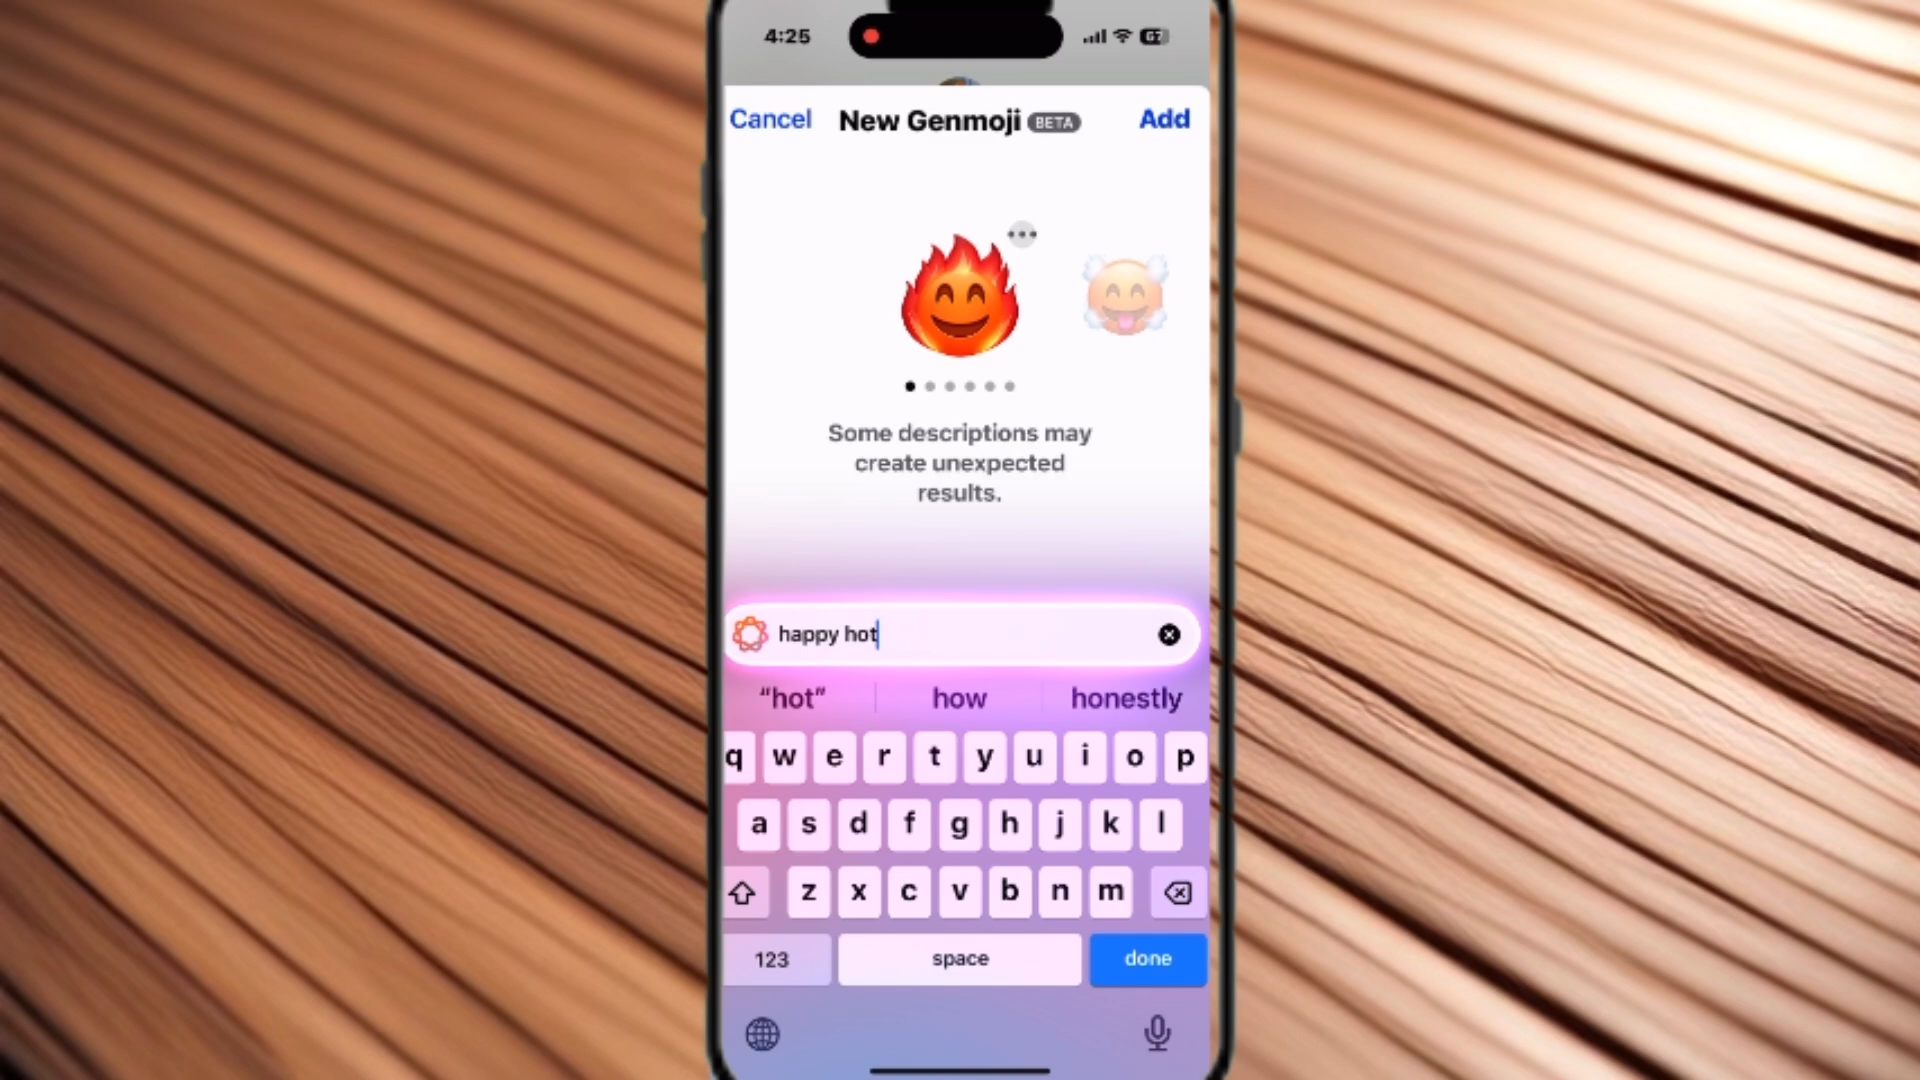 4:25
Cancel New Genmoji BETA Add
Some descriptions may
create unexpected
results.
happy hot
“hot” how honestly
q w e r t y u i o p
a s d f g h j k l
z x c v b n m
123 space done